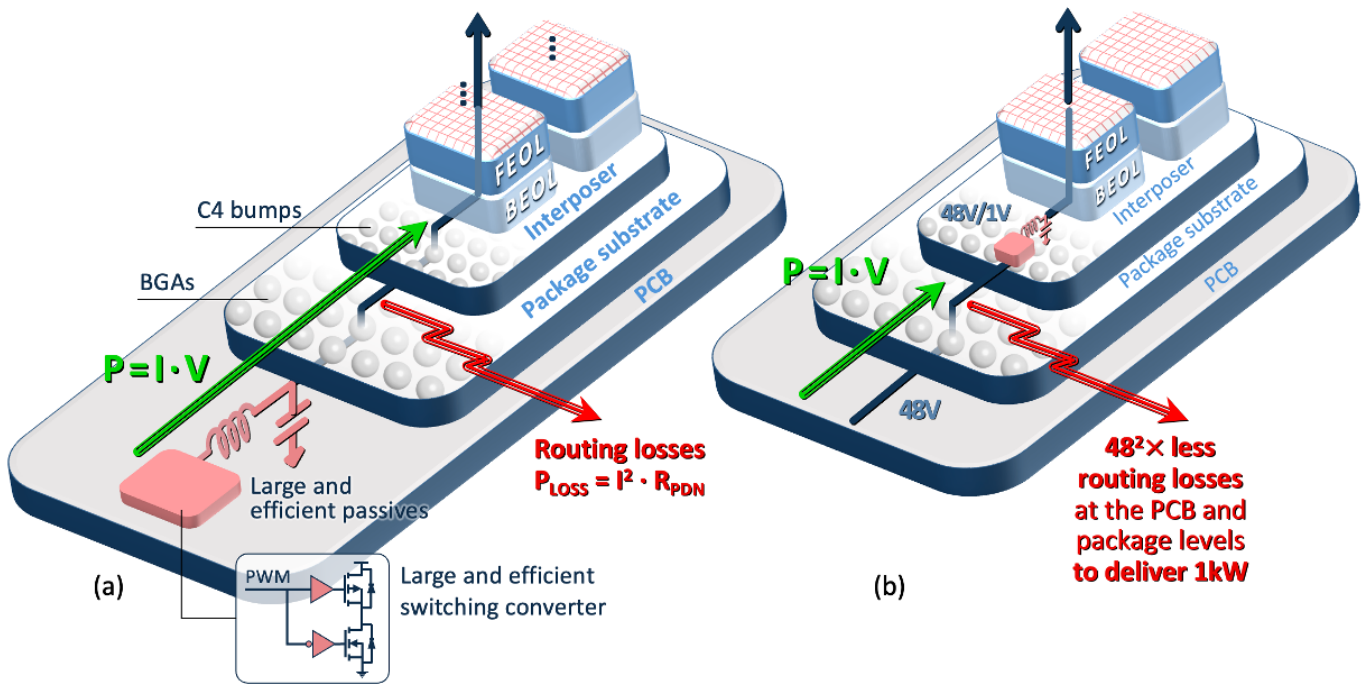 C4 bumps
BGAs
FEOL
BEOL
Interposer
Package substrate
PCB
P=I·V
Routing losses
P_LOSS = I² · R_PDN
Large and
efficient passives
(a)
PWM
Large and efficient
switching converter
FEOL
BEOL
48V/1V
Interposer
Package substrate
PCB
P=I·V
48V
48²× less
routing losses
at the PCB and
package levels
to deliver 1kW
(b)